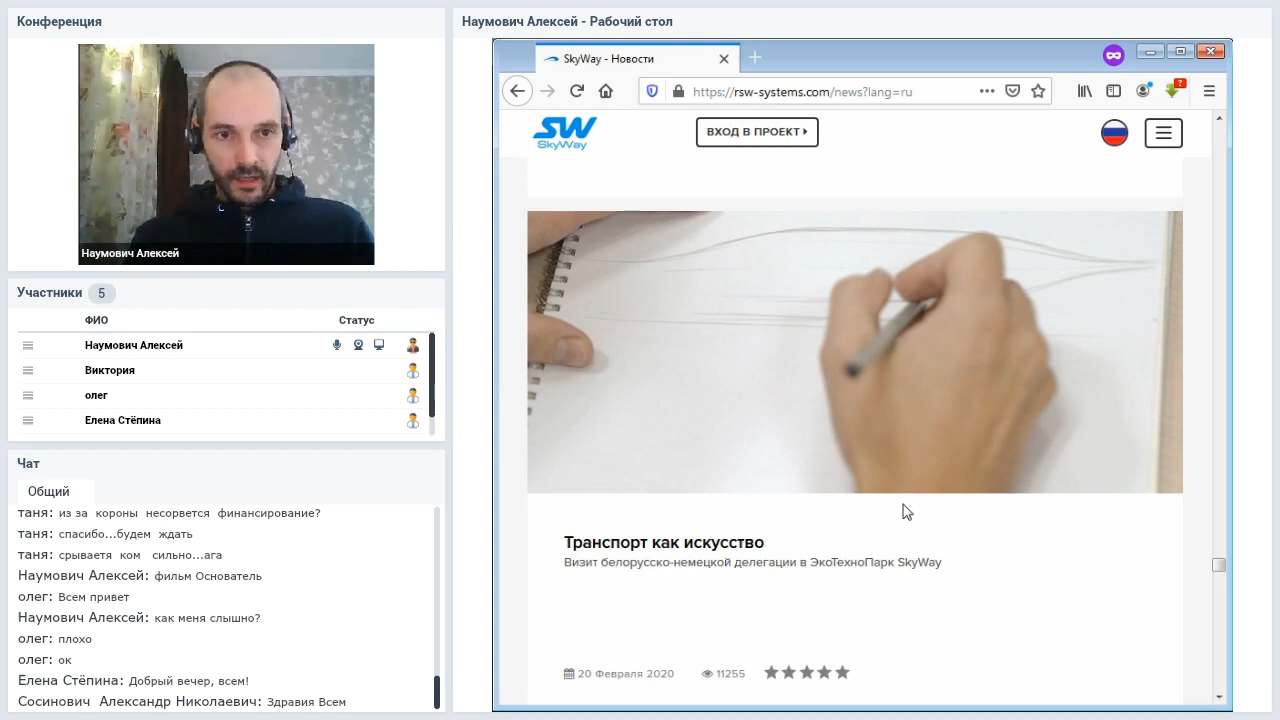 Конференция
Наумович Алексей
Участники 5
ФИО Статус
Наумович Алексей
Виктория
олег
Елена Стёпина
Чат
Общий
таня: из за короны несорвется финансирование?
таня: спасибо...будем ждать
таня: срываетя ком сильно...ага
Наумович Алексей: фильм Основатель
олег: Всем привет
Наумович Алексей: как меня слышно?
олег: плохо
олег: ок
Елена Стёпина: Добрый вечер, всем!
Сосинович Александр Николаевич: Здравия Всем
Наумович Алексей - Рабочий стол
SkyWay - Новости
https://rsw-systems.com/news?lang=ru
?
SW
SkyWay
ВХОД В ПРОЕКТ
Транспорт как искусство
Визит белорусско-немецкой делегации в ЭкоТехноПарк SkyWay
20 Февраля 2020 11255